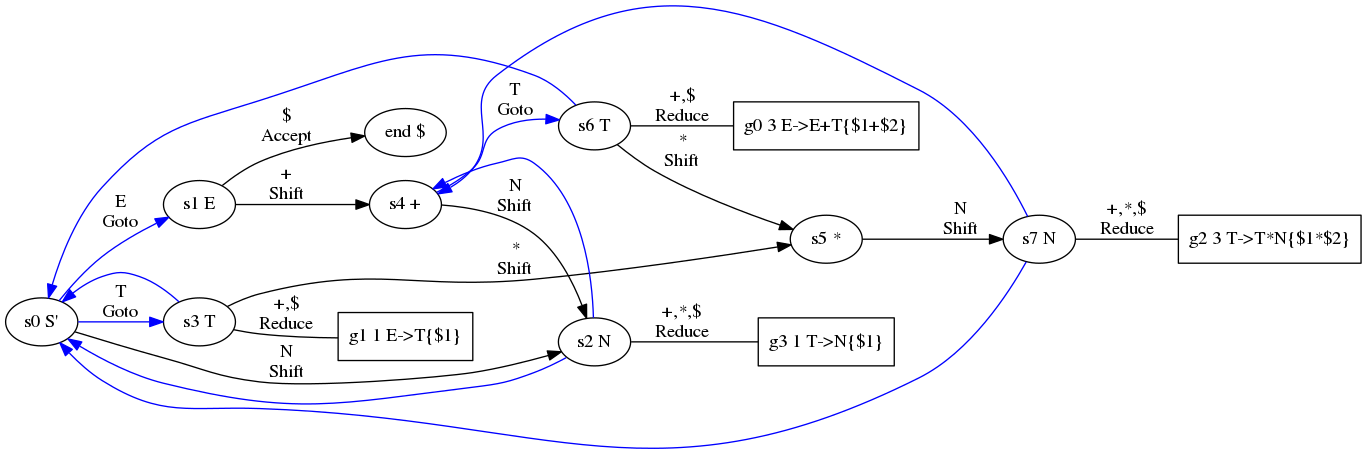 T
Goto
s6 T
+,$
Reduce
g0 3 E->E+T{$1+$2}
$
Accept
end $
*
Shift
E
Goto
s1 E
+
Shift
s4 +
N
Shift
s5 *
N
Shift
s7 N
+,*,$
Reduce
g2 3 T->T*N{$1*$2}
*
Shift
s0 S'
T
Goto
s3 T
+,$
Reduce
g1 1 E->T{$1}
N
Shift
s2 N
+,*,$
Reduce
g3 1 T->N{$1}